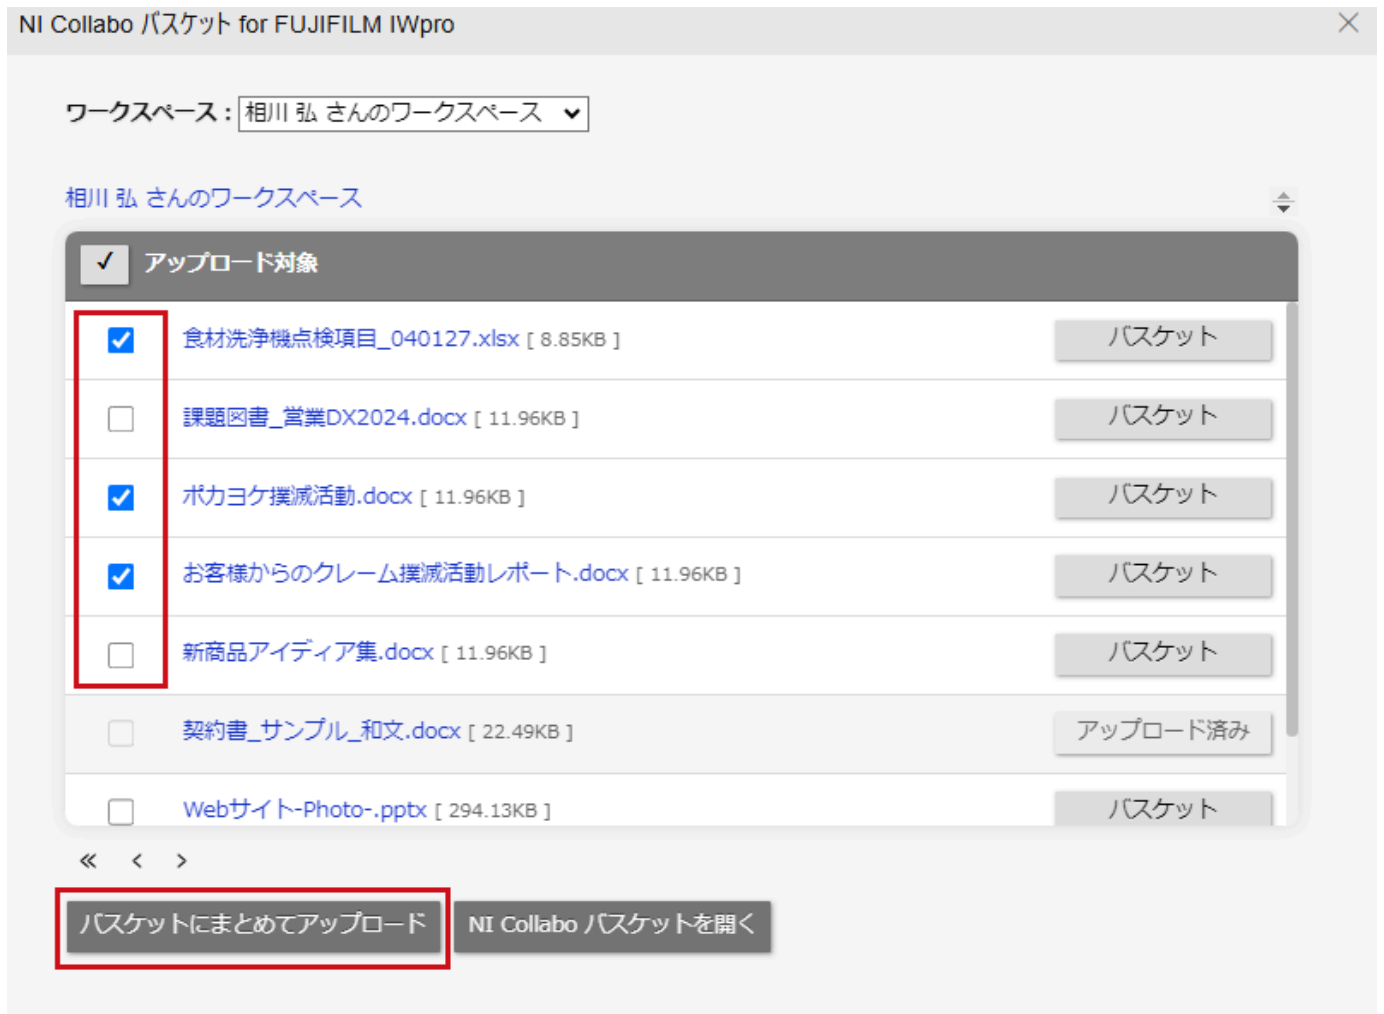 NI Collabo バスケット for FUJIFILM IWpro
ワークスペース : 相川 弘 さんのワークスペース
相川 弘 さんのワークスペース
アップロード対象
食材洗浄機点検項目_040127.xlsx [ 8.85KB ] バスケット
課題図書_営業DX2024.docx [ 11.96KB ] バスケット
ポカヨケ撲滅活動.docx [ 11.96KB ] バスケット
お客様からのクレーム撲滅活動レポート.docx [ 11.96KB ] バスケット
新商品アイディア集.docx [ 11.96KB ] バスケット
契約書_サンプル_和文.docx [ 22.49KB ] アップロード済み
Webサイト-Photo-.pptx [ 294.13KB ] バスケット
« < >
バスケットにまとめてアップロード NI Collabo バスケットを開く